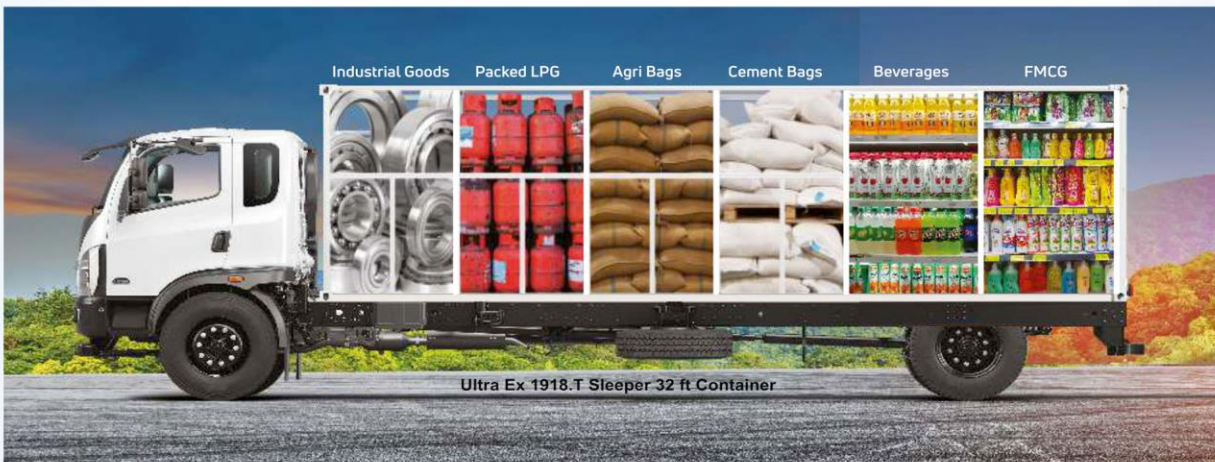 Industrial Goods
Packed LPG
Agri Bags
Cement Bags
Beverages
FMCG
Ultra Ex 1918.T Sleeper 32 ft Container